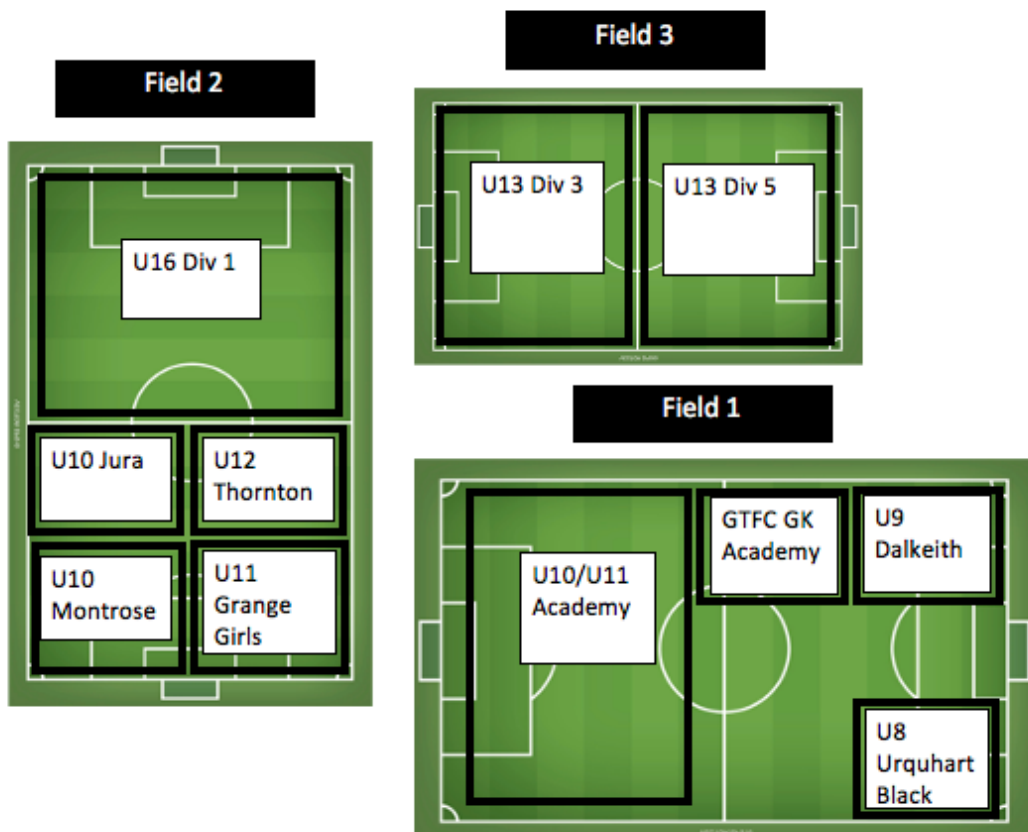 Field 2
U16 Div 1
U10 Jura
U12
Thornton
U10
Montrose
U11
Grange
Girls
Field 3
U13 Div 3
U13 Div 5
Field 1
U10/U11
Academy
GTFC GK
Academy
U9
Dalkeith
U8
Urquhart
Black